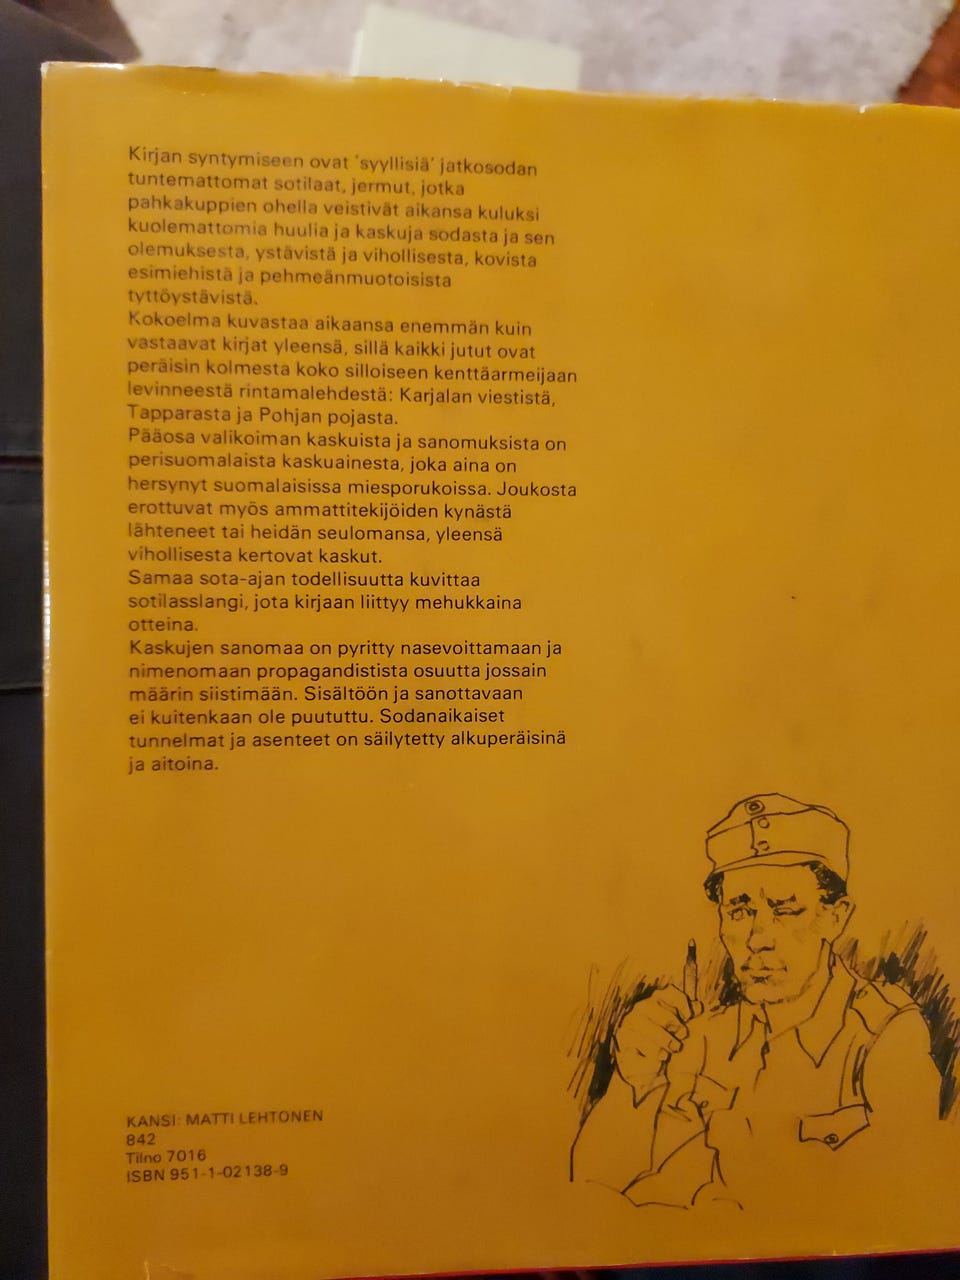 Kirjan syntymiseen ovat 'syyllisiä' jatkosodan
tuntemattomat sotilaat, jermut, jotka
pahkakuppien ohella veistivät aikansa kuluksi
kuolemattomia huulia ja kaskuja sodasta ja sen
olemuksesta, ystävistä ja vihollisesta, kovista
esimiehistä ja pehmeänmuotoisista
tyttöystävistä.
Kokoelma kuvastaa aikaansa enemmän kuin
vastaavat kirjat yleensä, sillä kaikki jutut ovat
peräisin kolmesta koko silloiseen kenttäarmeijaan
levinneestä rintamalehdestä: Karjalan viestistä,
Tapparasta ja Pohjan pojasta.
Pääosa valikoiman kaskuista ja sanomuksista on
perisuomalaista kaskuainesta, joka aina on
hersynyt suomalaisissa miesporukoissa. Joukosta
erottuvat myös ammattitekijöiden kynästä
lähteneet tai heidän seulomansa, yleensä
vihollisesta kertovat kaskut.
Samaa sota-ajan todellisuutta kuvittaa
sotilasslangi, jota kirjaan liittyy mehukkaina
otteina.
Kaskujen sanomaa on pyritty nasevoittamaan ja
nimenomaan propagandistista osuutta jossain
määrin siistimään. Sisältöön ja sanottavaan
ei kuitenkaan ole puututtu. Sodanaikaiset
tunnelmat ja asenteet on säilytetty alkuperäisinä
ja aitoina.
KANSI: MATTI LEHTONEN
842
Tilno 7016
ISBN 951-1-02138-9